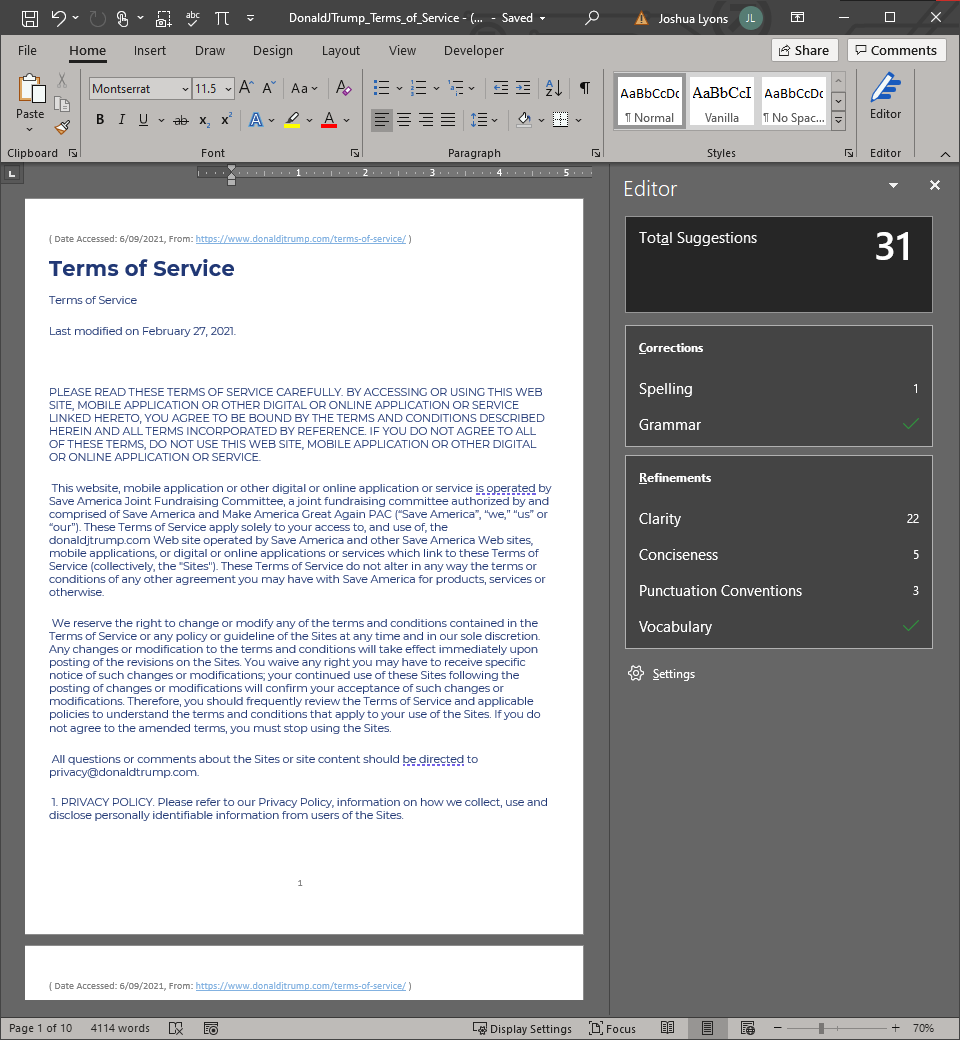 DonaldJTrump_Terms_of_Service - (... - Saved
Joshua Lyons JL
File Home Insert Draw Design Layout View Developer Share Comments
Paste
Montserrat 11.5 Aa
B I U ab x₂ x² A A
AaBbCcDc AaBbCcI AaBbCcDc
¶ Normal Vanilla ¶ No Spac...
Editor
Clipboard Font Paragraph Styles Editor
1 2 3 4 5
( Date Accessed: 6/09/2021, From: https://www.donaldjtrump.com/terms-of-service/ )
Terms of Service
Terms of Service
Last modified on February 27, 2021.
PLEASE READ THESE TERMS OF SERVICE CAREFULLY. BY ACCESSING OR USING THIS WEB
SITE, MOBILE APPLICATION OR OTHER DIGITAL OR ONLINE APPLICATION OR SERVICE
LINKED HERETO, YOU AGREE TO BE BOUND BY THE TERMS AND CONDITIONS DESCRIBED
HEREIN AND ALL TERMS INCORPORATED BY REFERENCE. IF YOU DO NOT AGREE TO ALL
OF THESE TERMS, DO NOT USE THIS WEB SITE, MOBILE APPLICATION OR OTHER DIGITAL
OR ONLINE APPLICATION OR SERVICE.
This website, mobile application or other digital or online application or service is operated by
Save America Joint Fundraising Committee, a joint fundraising committee authorized by and
comprised of Save America and Make America Great Again PAC (“Save America”, “we,” “us” or
“our”). These Terms of Service apply solely to your access to, and use of, the
donaldjtrump.com Web site operated by Save America and other Save America Web sites,
mobile applications, or digital or online applications or services which link to these Terms of
Service (collectively, the "Sites"). These Terms of Service do not alter in any way the terms or
conditions of any other agreement you may have with Save America for products, services or
otherwise.
We reserve the right to change or modify any of the terms and conditions contained in the
Terms of Service or any policy or guideline of the Sites at any time and in our sole discretion.
Any changes or modification to the terms and conditions will take effect immediately upon
posting of the revisions on the Sites. You waive any right you may have to receive specific
notice of such changes or modifications; your continued use of these Sites following the
posting of changes or modifications will confirm your acceptance of such changes or
modifications. Therefore, you should frequently review the Terms of Service and applicable
policies to understand the terms and conditions that apply to your use of the Sites. If you do
not agree to the amended terms, you must stop using the Sites.
All questions or comments about the Sites or site content should be directed to
privacy@donaldtrump.com.
1. PRIVACY POLICY. Please refer to our Privacy Policy, information on how we collect, use and
disclose personally identifiable information from users of the Sites.
1
( Date Accessed: 6/09/2021, From: https://www.donaldjtrump.com/terms-of-service/ )
Editor
Total Suggestions 31
Corrections
Spelling 1
Grammar
Refinements
Clarity 22
Conciseness 5
Punctuation Conventions 3
Vocabulary
Settings
Page 1 of 10 4114 words Display Settings Focus 70%